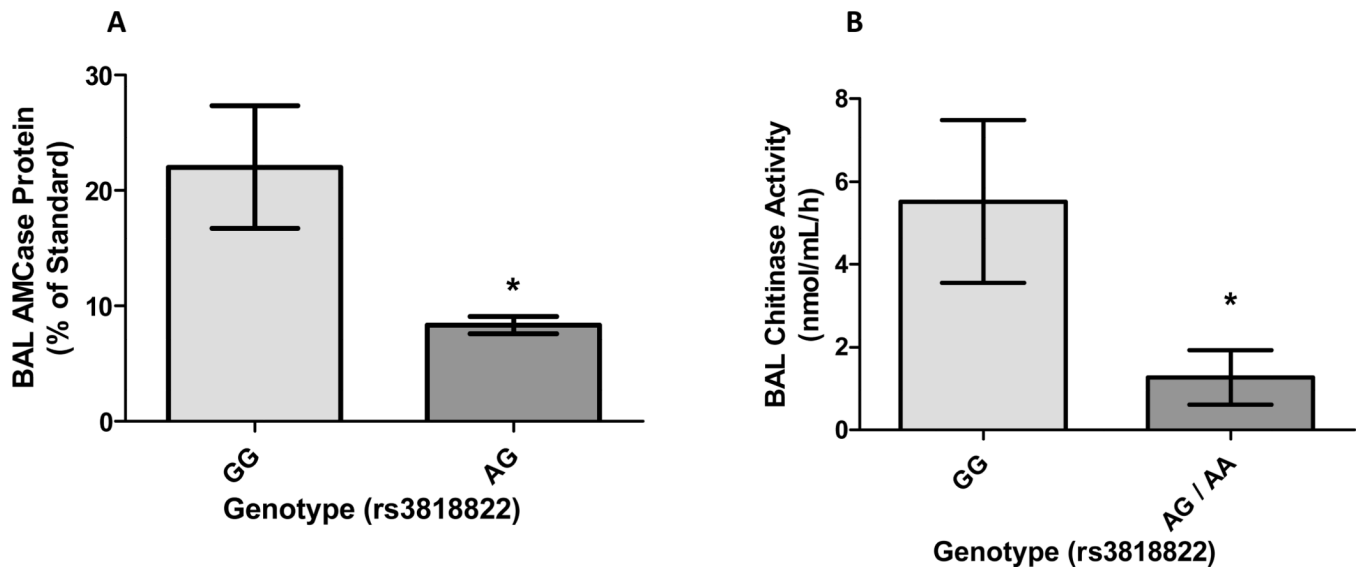 A
BAL AMCase Protein
(% of Standard)
30
20
10
0
*
GG
AG
Genotype (rs3818822)
B
BAL Chitinase Activity
(nmol/mL/h)
8
6
4
2
0
*
GG
AG / AA
Genotype (rs3818822)